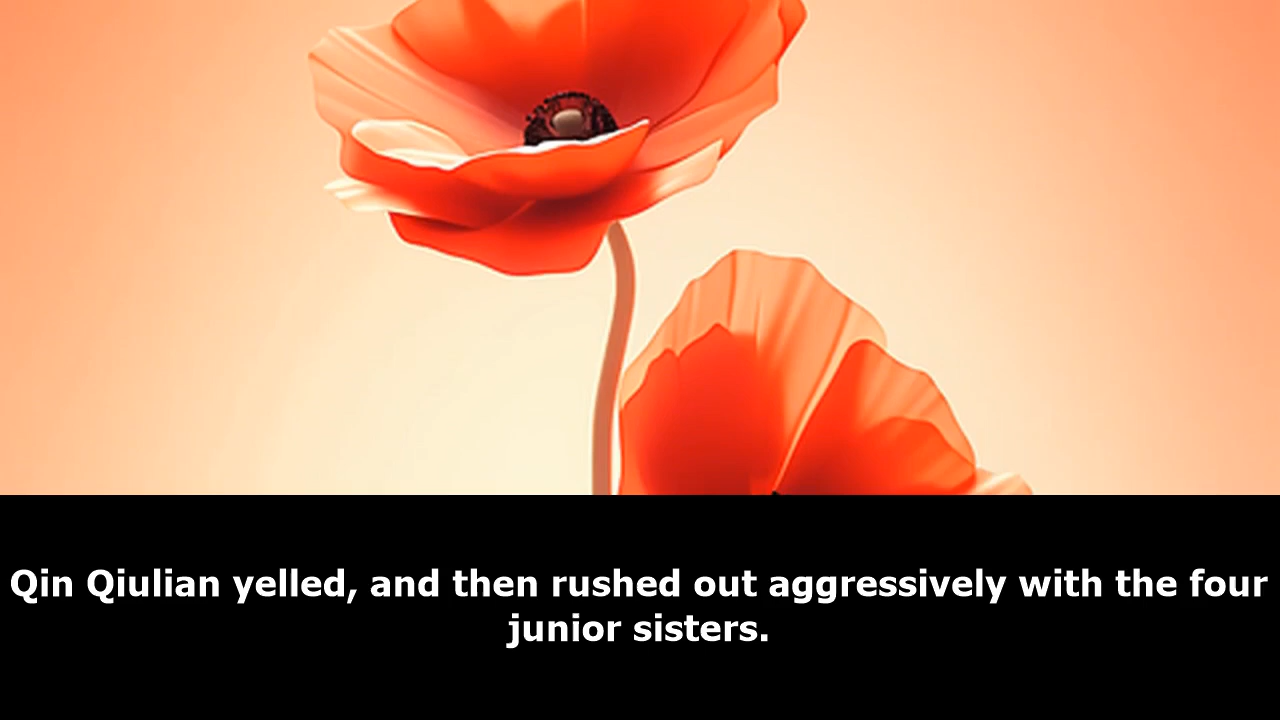 Qin Qiulian yelled, and then rushed out aggressively with the four
junior sisters.